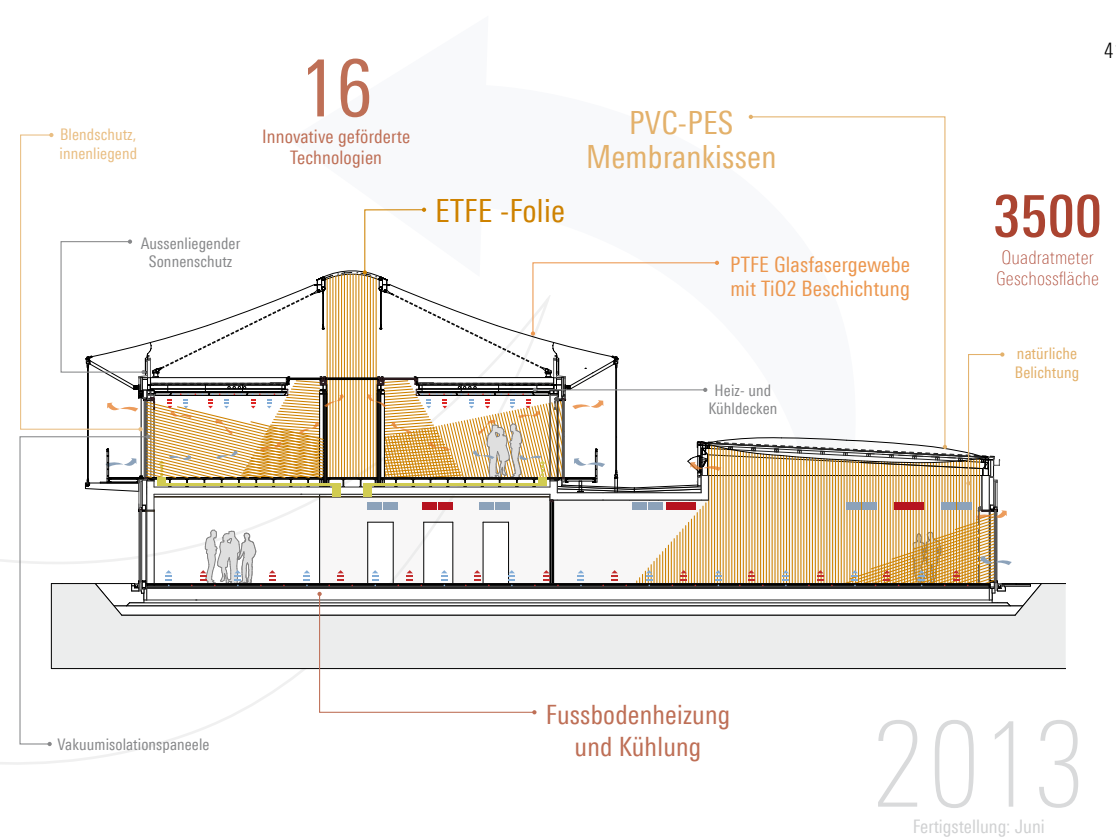 4
16
Innovative geförderte
Technologien
Blendschutz,
innenliegend
PVC-PES
Membrankissen
ETFE -Folie
3500
Quadratmeter
Geschossfläche
Aussenliegender
Sonnenschutz
PTFE Glasfasergewebe
mit TiO2 Beschichtung
natürliche
Belichtung
Heiz- und
Kühldecken
Fussbodenheizung
und Kühlung
Vakuumisolationspaneele
2013
Fertigstellung: Juni